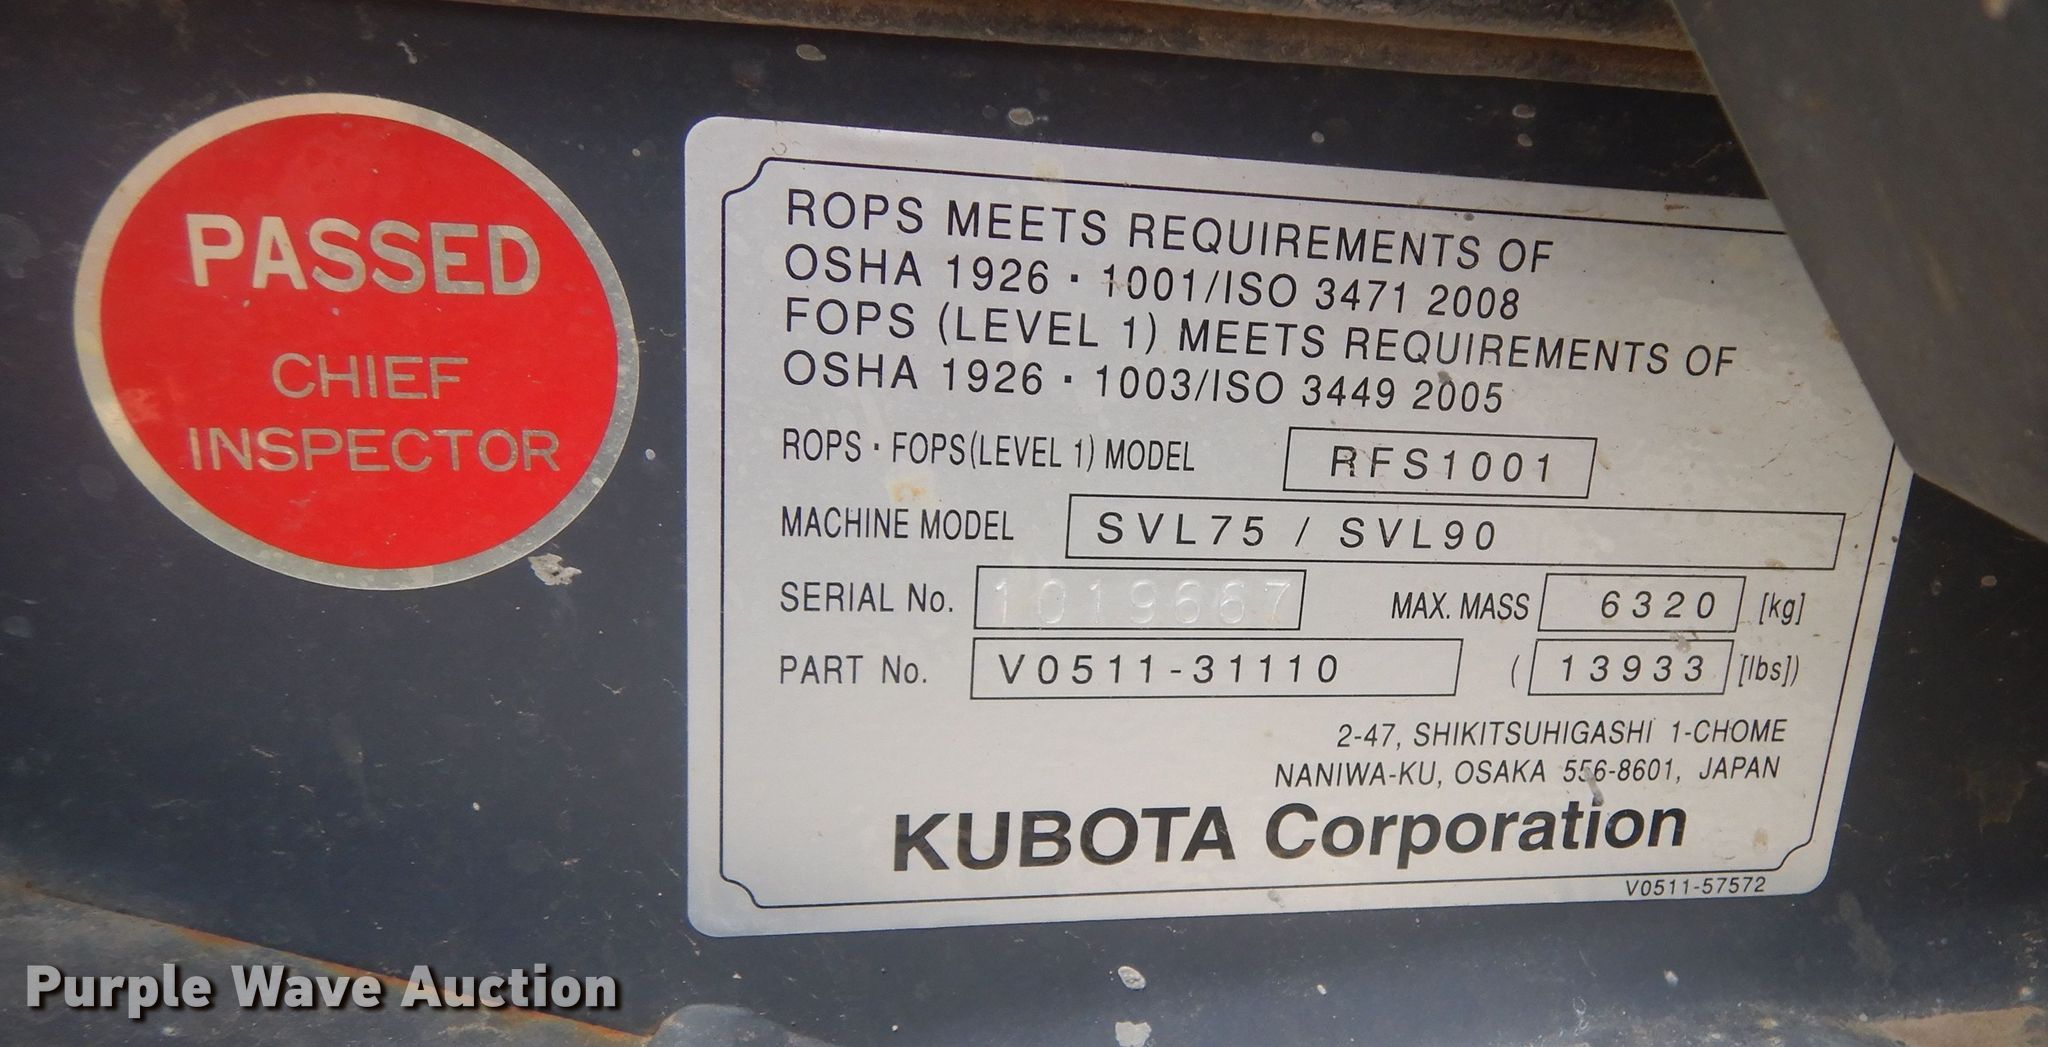 PASSED
CHIEF
INSPECTOR
ROPS MEETS REQUIREMENTS OF
OSHA 1926 · 1001/ISO 3471 2008
FOPS (LEVEL 1) MEETS REQUIREMENTS OF
OSHA 1926 · 1003/ISO 3449 2005
ROPS · FOPS(LEVEL 1) MODEL RFS1001
MACHINE MODEL SVL75 / SVL90
SERIAL No. 1019667 MAX. MASS 6320 [kg]
PART No. V0511-31110 ( 13933 [lbs])
2-47, SHIKITSUHIGASHI 1-CHOME
NANIWA-KU, OSAKA 556-8601, JAPAN
KUBOTA Corporation
V0511-57572
Purple Wave Auction